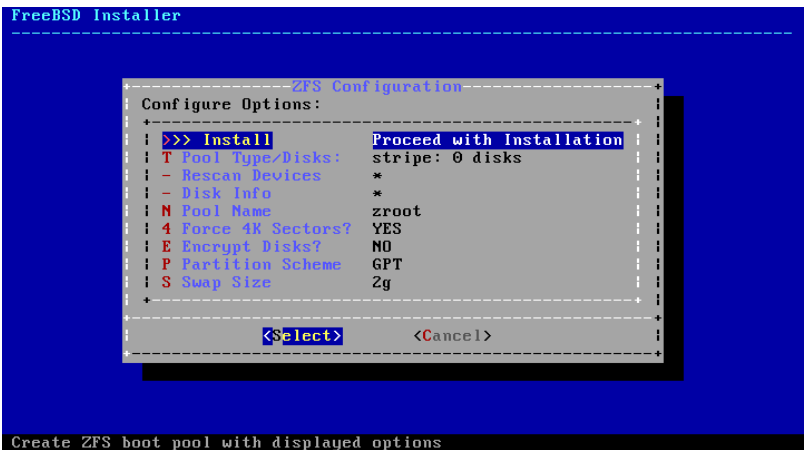 FreeBSD Installer
ZFS Configuration
Configure Options:
>>> Install Proceed with Installation
T Pool Type/Disks: stripe: 0 disks
- Rescan Devices *
- Disk Info *
N Pool Name zroot
4 Force 4K Sectors? YES
E Encrypt Disks? NO
P Partition Scheme GPT
S Swap Size 2g
<Select> <Cancel>
Create ZFS boot pool with displayed options